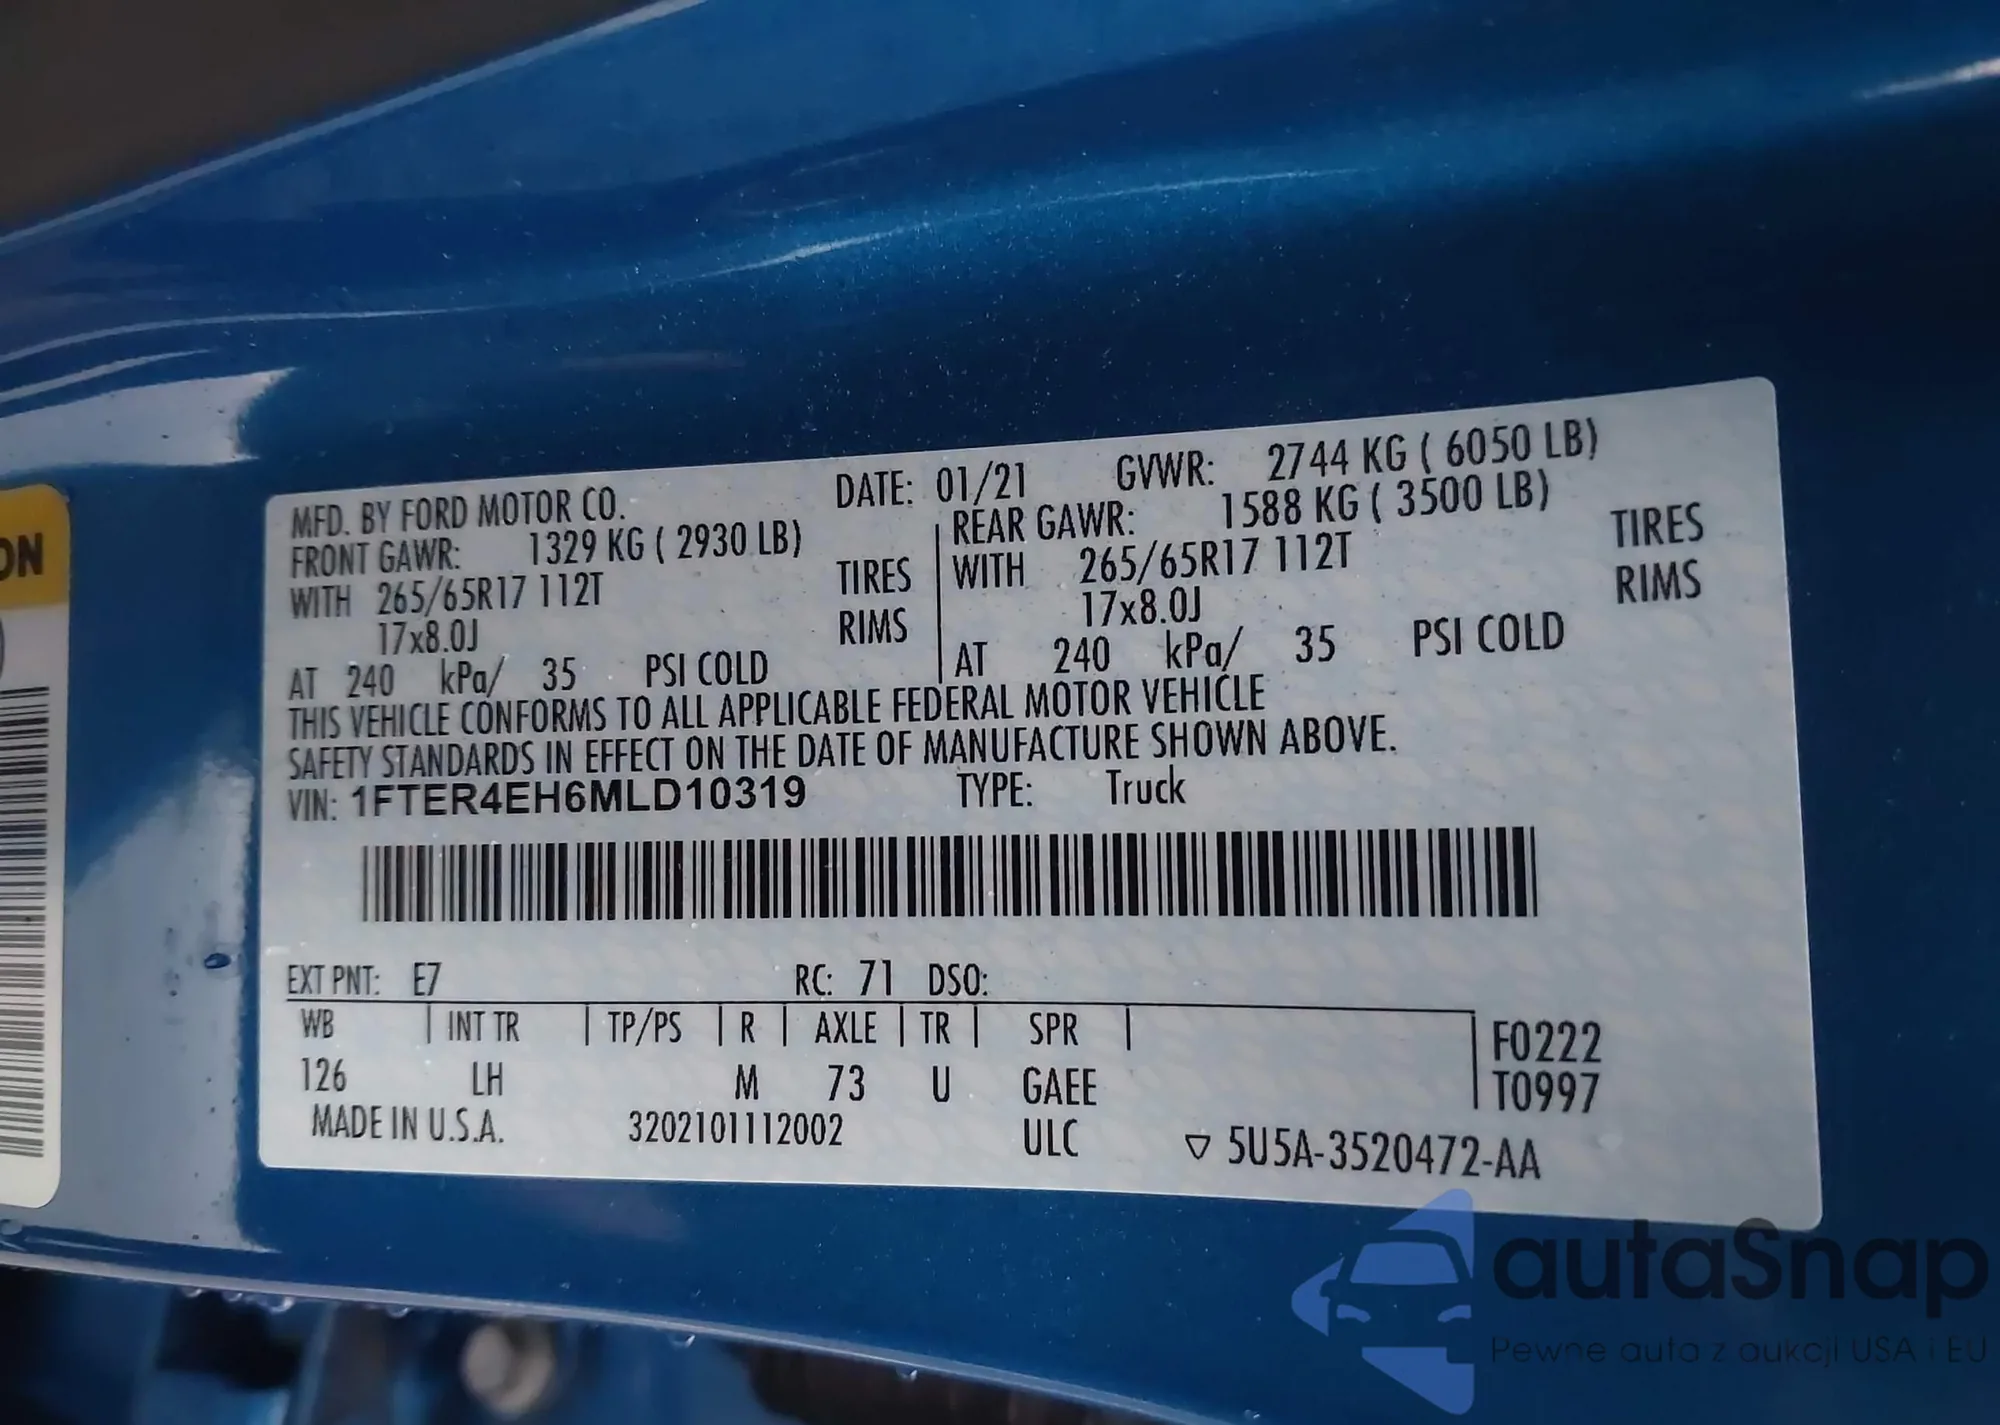 ON
MFD. BY FORD MOTOR CO. DATE: 01/21 GVWR: 2744 KG ( 6050 LB)
FRONT GAWR: 1329 KG ( 2930 LB) REAR GAWR: 1588 KG ( 3500 LB)
WITH 265/65R17 112T TIRES WITH 265/65R17 112T TIRES
17x8.0J RIMS 17x8.0J RIMS
AT 240 kPa/ 35 PSI COLD AT 240 kPa/ 35 PSI COLD
THIS VEHICLE CONFORMS TO ALL APPLICABLE FEDERAL MOTOR VEHICLE
SAFETY STANDARDS IN EFFECT ON THE DATE OF MANUFACTURE SHOWN ABOVE.
VIN: 1FTER4EH6MLD10319 TYPE: Truck
EXT PNT: E7 RC: 71 DSO:
WB INT TR TP/PS R AXLE TR SPR F0222
126 LH M 73 U GAEE T0997
MADE IN U.S.A. 3202101112002 ULC ▽ 5U5A-3520472-AA
autaSnap
Pewne auta z aukcji USA i EU